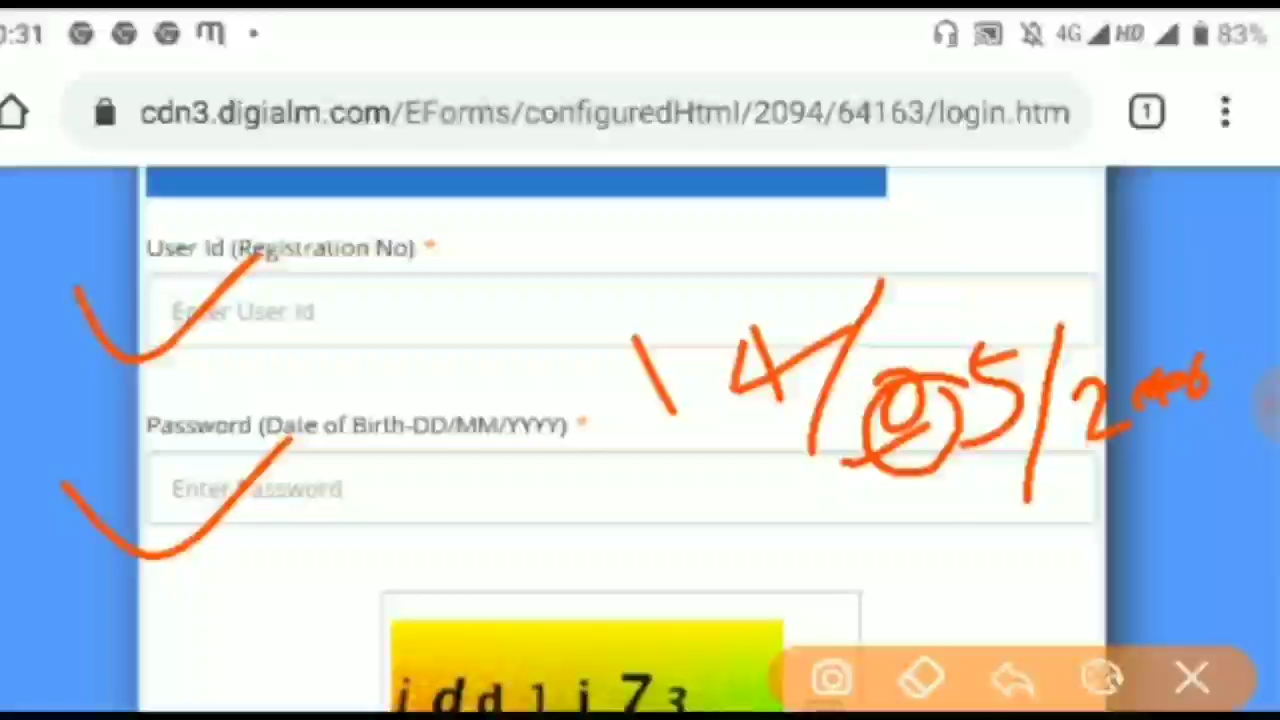 :31 4G HD 83%
cdn3.digialm.com/EForms/configuredHtml/2094/64163/login.htm 1
User Id (Registration No) *
Enter User Id
14/05/2
Password (Date of Birth-DD/MM/YYYY) *
Enter Password
idd1i73